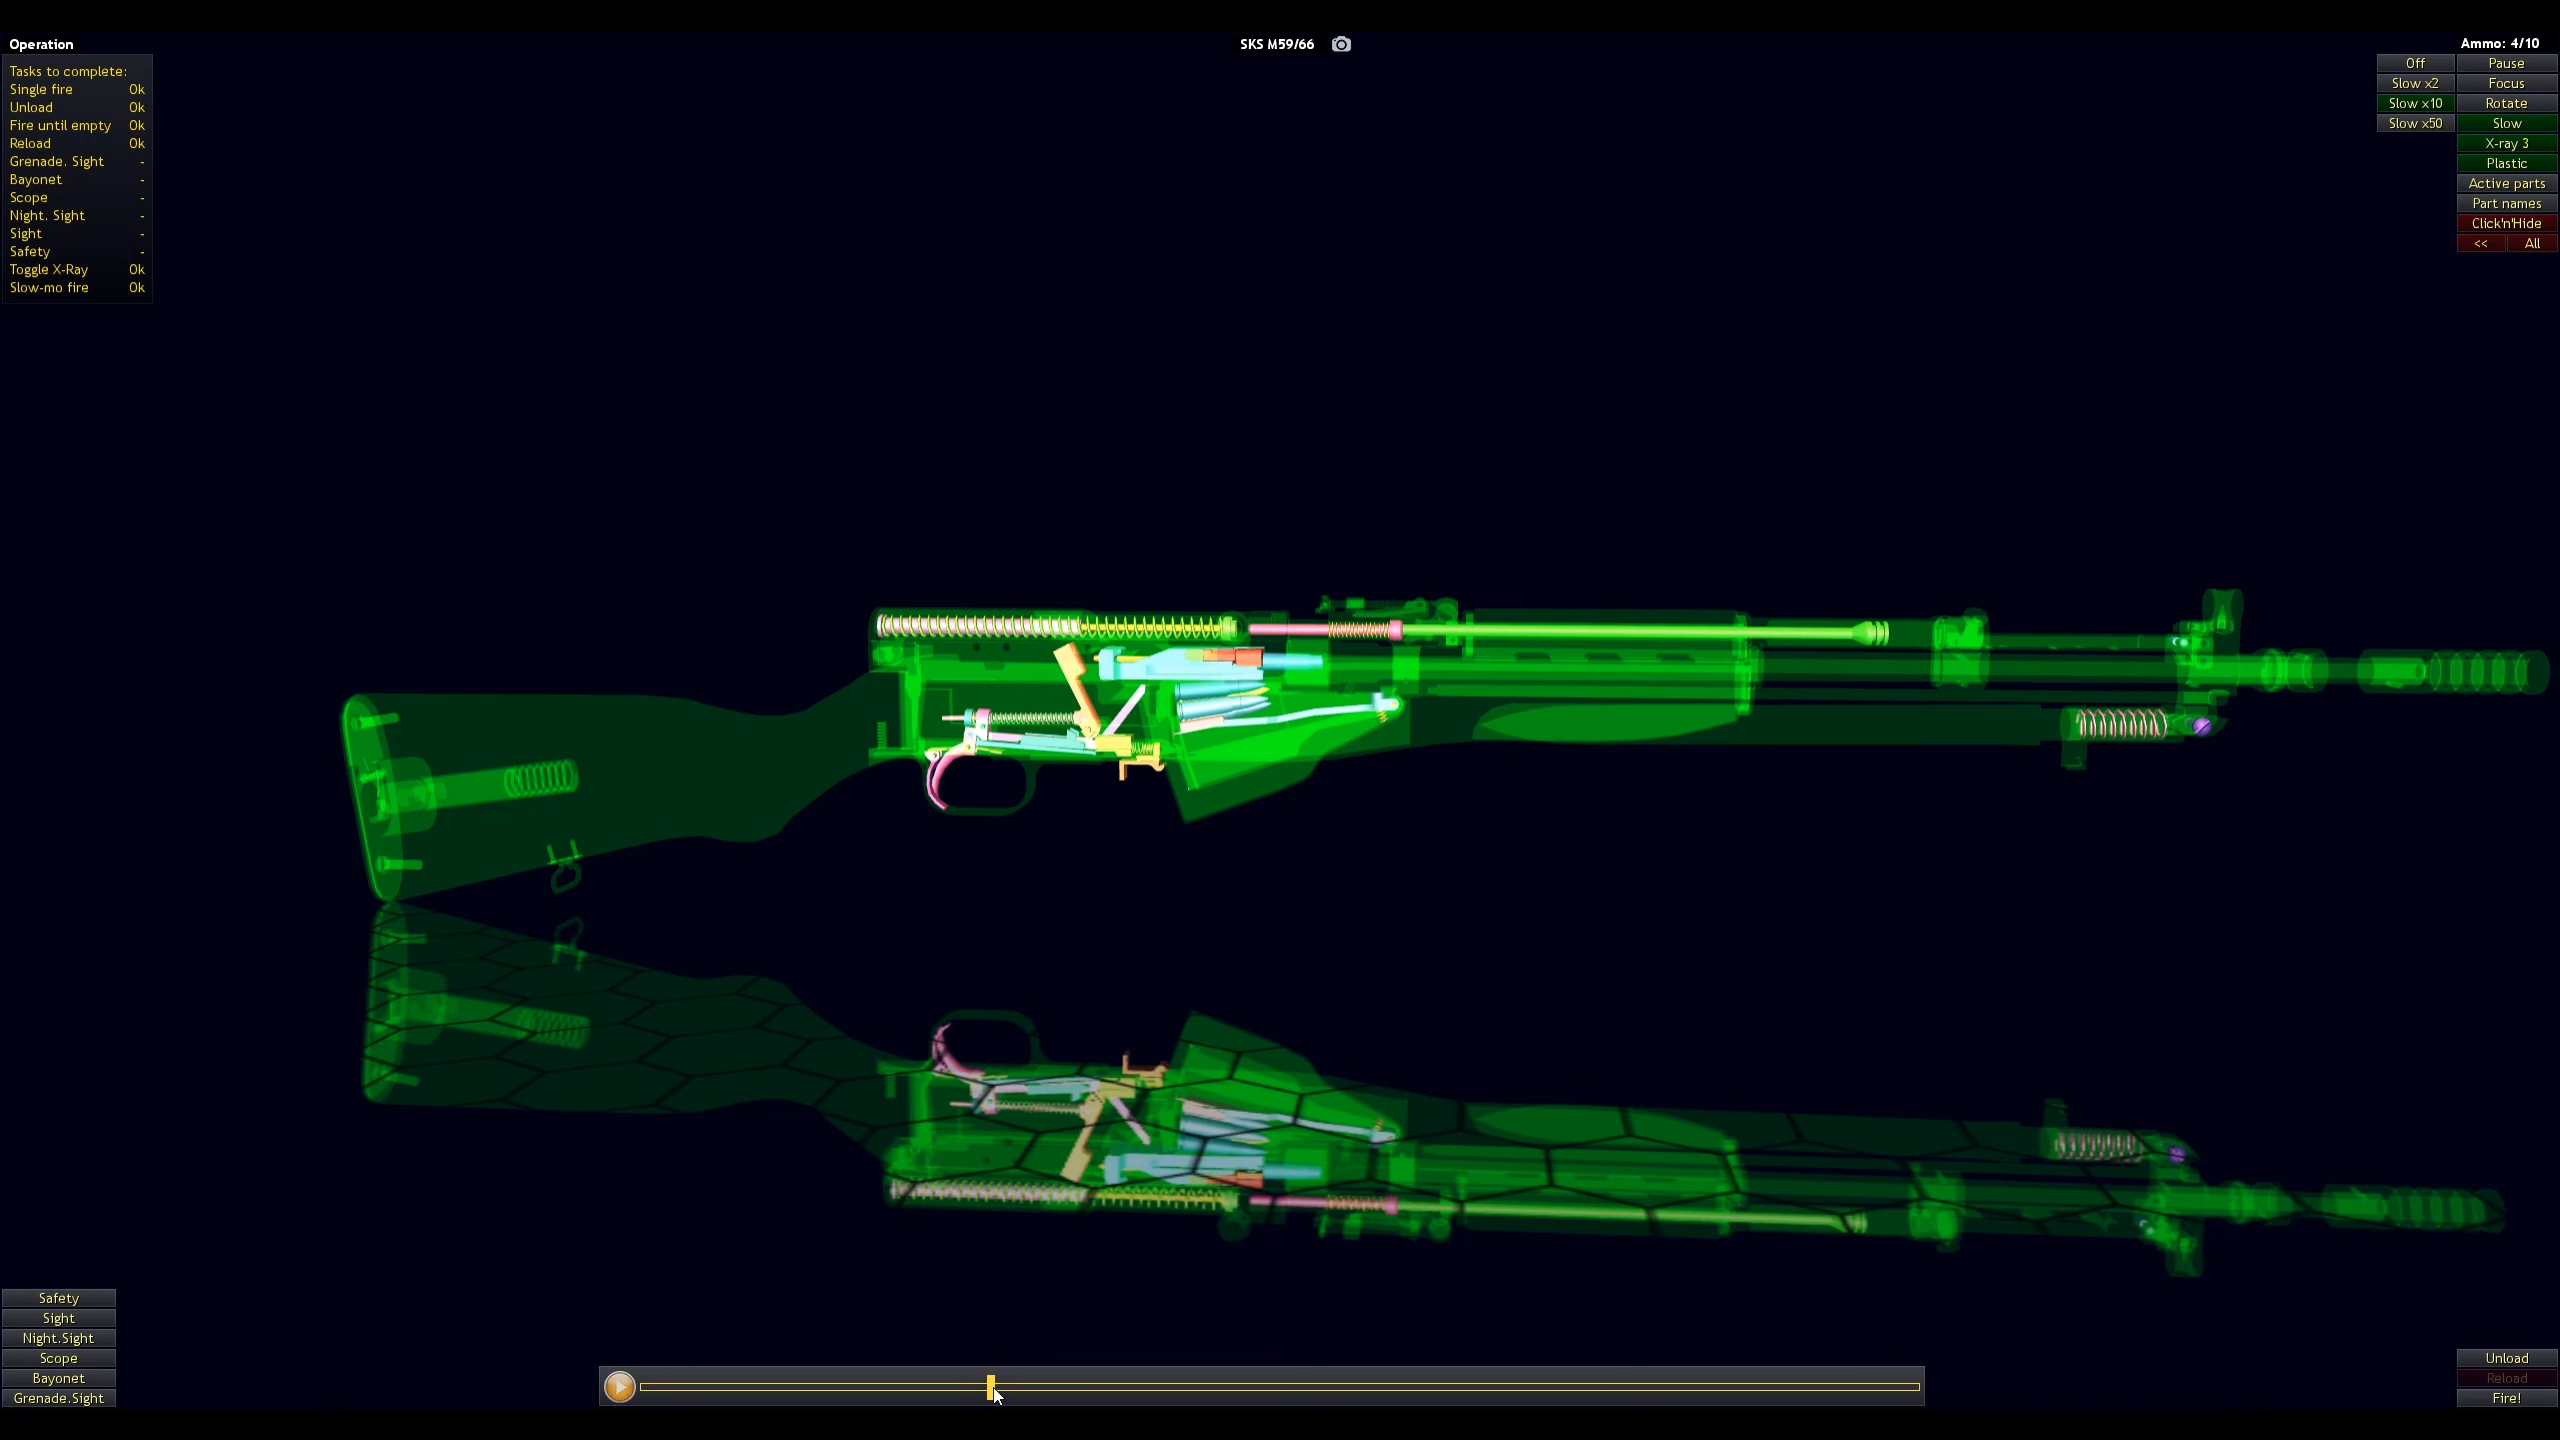 Operation
SKS M59/66
Ammo: 4/10
Tasks to complete:
Single fire Ok
Unload Ok
Fire until empty Ok
Reload Ok
Grenade. Sight -
Bayonet -
Scope -
Night. Sight -
Sight -
Safety -
Toggle X-Ray Ok
Slow-mo fire Ok
Off
Slow x2
Slow x10
Slow x50
Pause
Focus
Rotate
Slow
X-ray 3
Plastic
Active parts
Part names
Click'n'Hide
<< All
Safety
Sight
Night.Sight
Scope
Bayonet
Grenade.Sight
Unload
Reload
Fire!